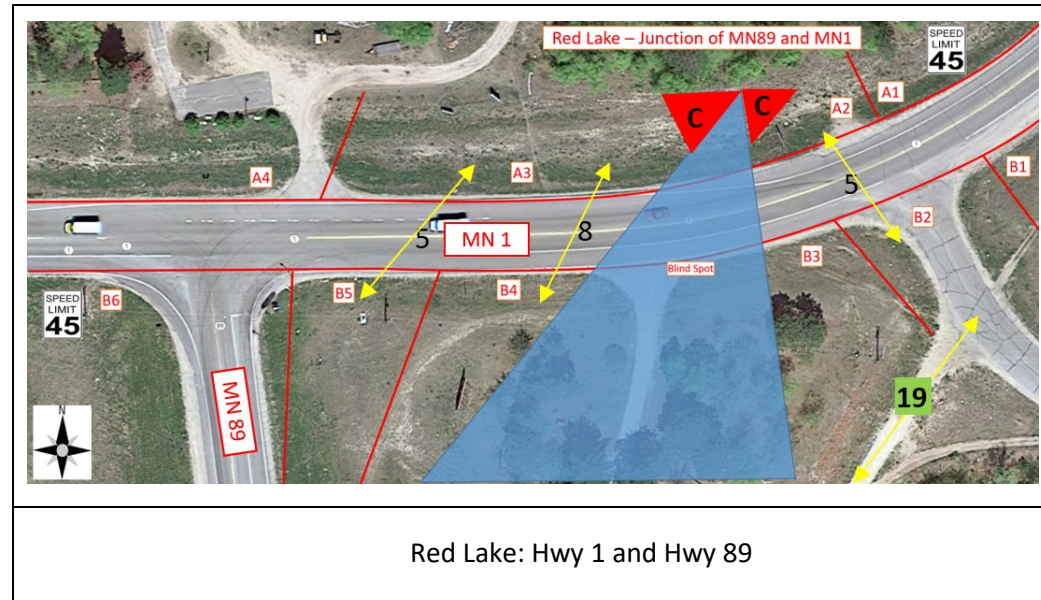 Red Lake – Junction of MN89 and MN1
SPEED
LIMIT
45
A1
A2
C
C
A3
A4
B1
B2
5
5
8
MN 1
Blind Spot
B3
B4
B5
B6
SPEED
LIMIT
45
MN 89
N
19
Red Lake: Hwy 1 and Hwy 89